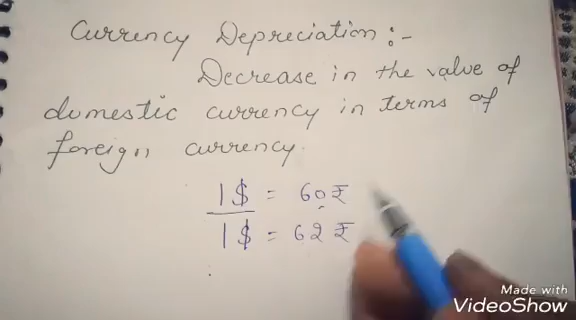 Currency Depreciation :-
Decrease in the value of
domestic currency in terms of
foreign currency.
1$ = 60₹
1$ = 62₹
Made with
VideoShow